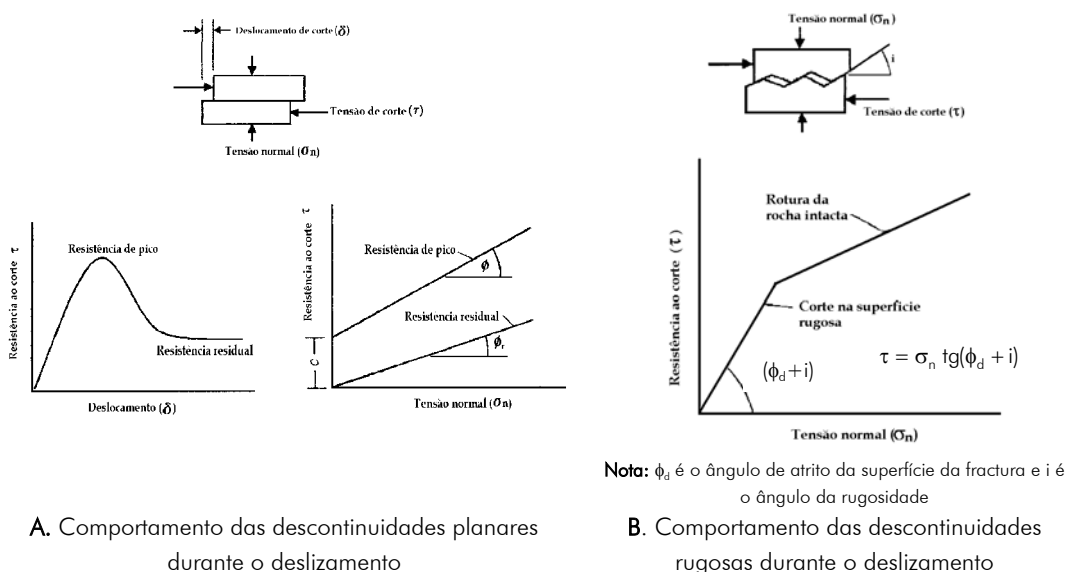 Deslocamento de corte (δ)
Tensão de corte (τ)
Tensão normal (σn)
Resistência ao corte τ
Resistência de pico
Resistência residual
Deslocamento (δ)
Resistência ao corte τ
Resistência de pico
ϕ
Resistencia residual
ϕr
C
Tensão normal (σn)
A. Comportamento das descontinuidades planares
durante o deslizamento
Tensão normal (σn)
i
Tensão de corte (τ)
Resistência ao corte (τ)
Rotura da
rocha intacta
Corte na superfície
rugosa
(ϕd+i)
τ = σn tg(ϕd + i)
Tensão normal (σn)
Nota: ϕd é o ângulo de atrito da superfície da fractura e i é
o ângulo da rugosidade
B. Comportamento das descontinuidades
rugosas durante o deslizamento